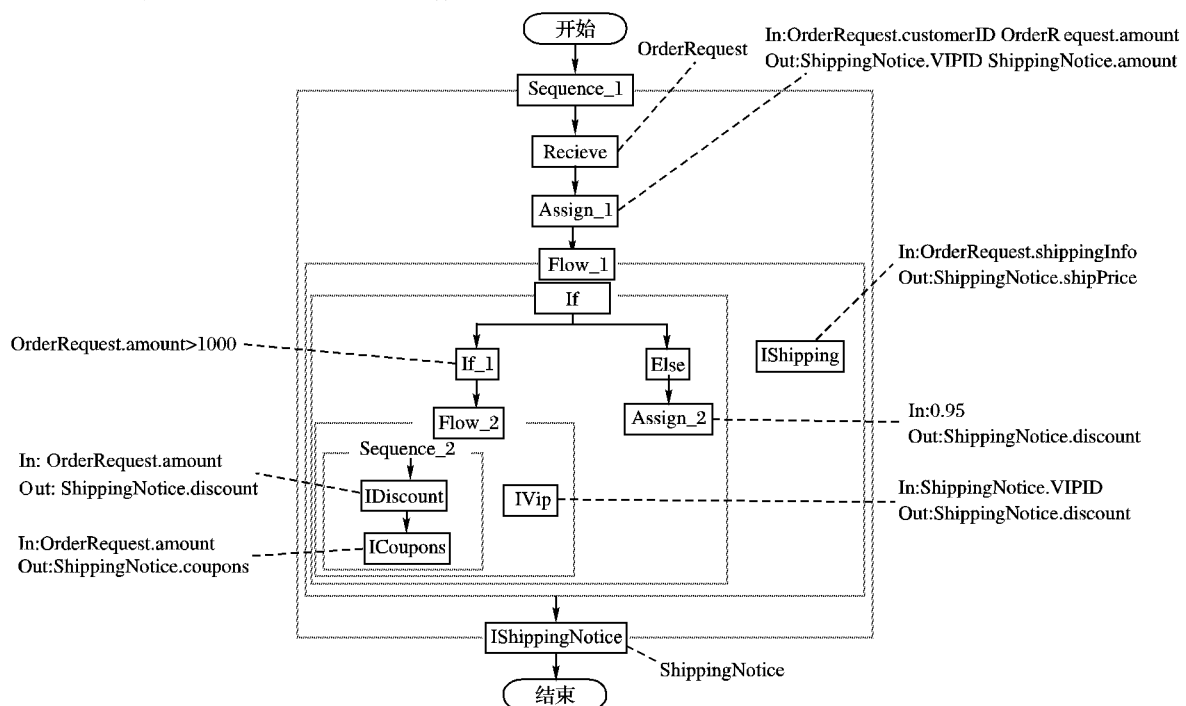 开始
OrderRequest
In:OrderRequest.customerID OrderRequest.amount
Out:ShippingNotice.VIPID ShippingNotice.amount
Sequence_1
Recieve
Assign_1
Flow_1
In:OrderRequest.shippingInfo
Out:ShippingNotice.shipPrice
If
OrderRequest.amount>1000
If_1
Else
IShipping
Flow_2
Assign_2
In:0.95
Out:ShippingNotice.discount
Sequence_2
In: OrderRequest.amount
Out: ShippingNotice.discount
IDiscount
IVip
In:ShippingNotice.VIPID
Out:ShippingNotice.discount
In:OrderRequest.amount
Out:ShippingNotice.coupons
ICoupons
IShippingNotice
ShippingNotice
结束